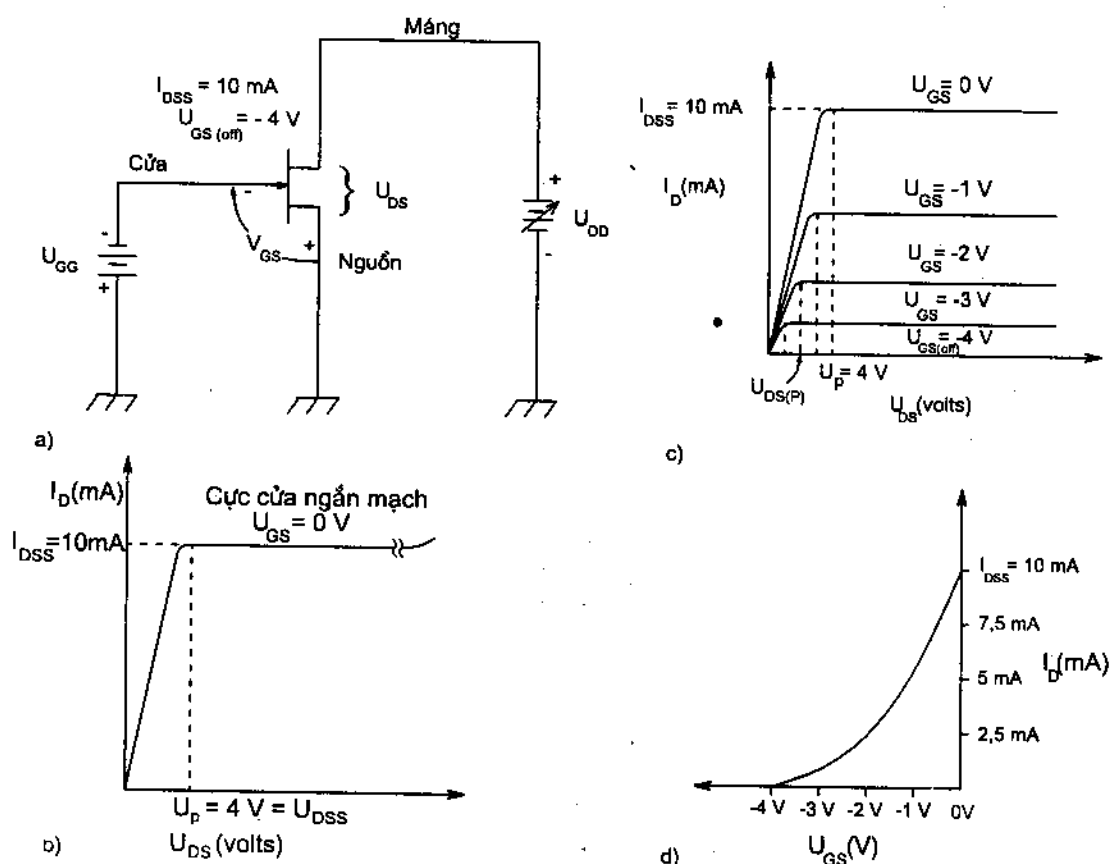 Máng
I_DSS = 10 mA
U_GS (off) = - 4 V
Cửa
-
U_DS
+
U_DD
-
-
U_GG
+
V_GS
+
Nguồn
a)
I_DSS = 10 mA
U_GS = 0 V
I_D(mA)
U_GS = -1 V
U_GS = -2 V
U_GS = -3 V
U_GS(off) = -4 V
U_DS(P)
U_p = 4 V
U_DS(volts)
c)
I_D(mA)
Cực cửa ngắn mạch
U_GS = 0 V
I_DSS = 10mA
U_p = 4 V = U_DSS
U_DS (volts)
b)
I_DSS = 10 mA
7,5 mA
5 mA
I_D(mA)
2,5 mA
-4 V -3 V -2 V -1 V 0V
U_GS(V)
d)